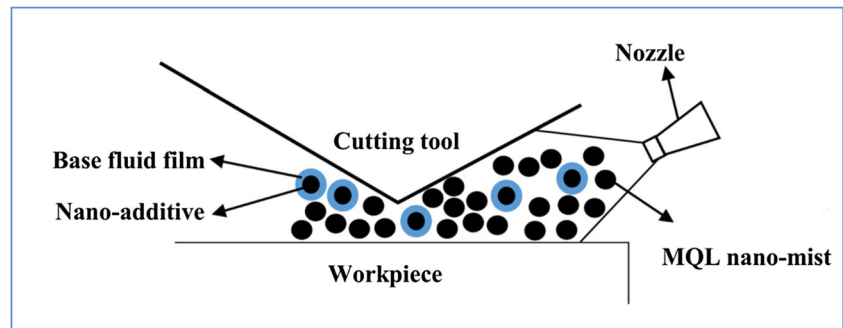 Nozzle
Cutting tool
Base fluid film
Nano-additive
MQL nano-mist
Workpiece